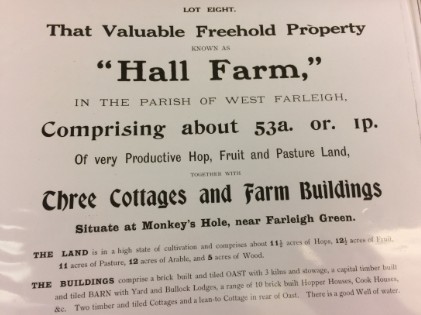 LOT EIGHT.
That Valuable Freehold Property
KNOWN AS
"Hall Farm,"
IN THE PARISH OF WEST FARLEIGH,
Comprising about 53a. or. 1p.
Of very Productive Hop, Fruit and Pasture Land,
TOGETHER WITH
Three Cottages and Farm Buildings
Situate at Monkey's Hole, near Farleigh Green.
THE LAND is in a high state of cultivation and comprises about 11½ acres of Hops, 12½ acres of Fruit,
11 acres of Pasture, 12 acres of Arable, and 5 acres of Wood.
THE BUILDINGS comprise a brick built and tiled OAST with 3 kilns and stowage, a capital timber built
and tiled BARN with Yard and Bullock Lodges, a range of 10 brick built Hopper Houses, Cook Houses,
&c. Two timber and tiled Cottages and a lean-to Cottage in rear of Oast. There is a good Wall of water.